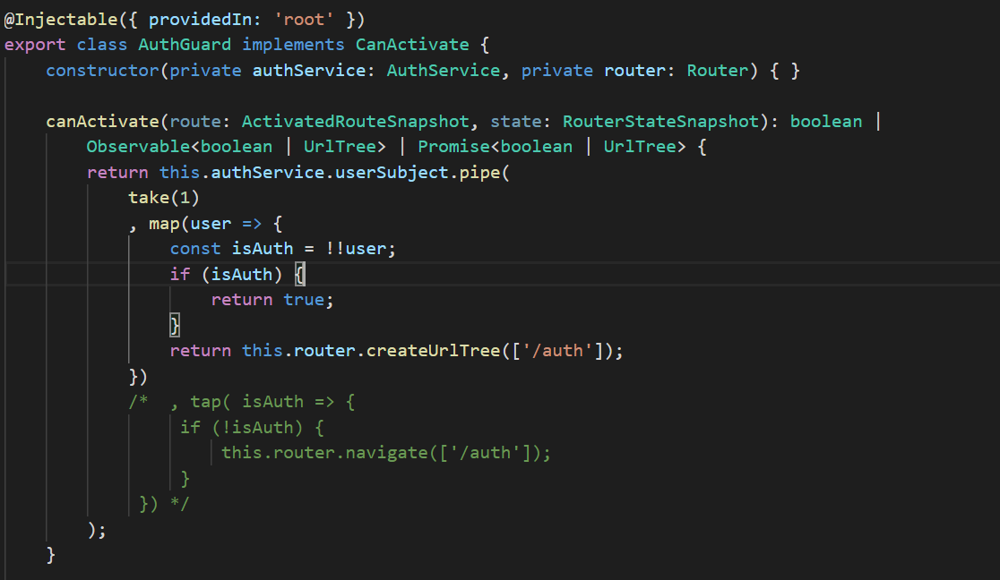 @Injectable({ providedIn: 'root' })
export class AuthGuard implements CanActivate {
    constructor(private authService: AuthService, private router: Router) { }

    canActivate(route: ActivatedRouteSnapshot, state: RouterStateSnapshot): boolean |
        Observable<boolean | UrlTree> | Promise<boolean | UrlTree> {
        return this.authService.userSubject.pipe(
            take(1)
            , map(user => {
                const isAuth = !!user;
                if (isAuth) {
                    return true;
                }
                return this.router.createUrlTree(['/auth']);
            })
            /*  , tap( isAuth => {
                 if (!isAuth) {
                     this.router.navigate(['/auth']);
                 }
             }) */
        );
    }